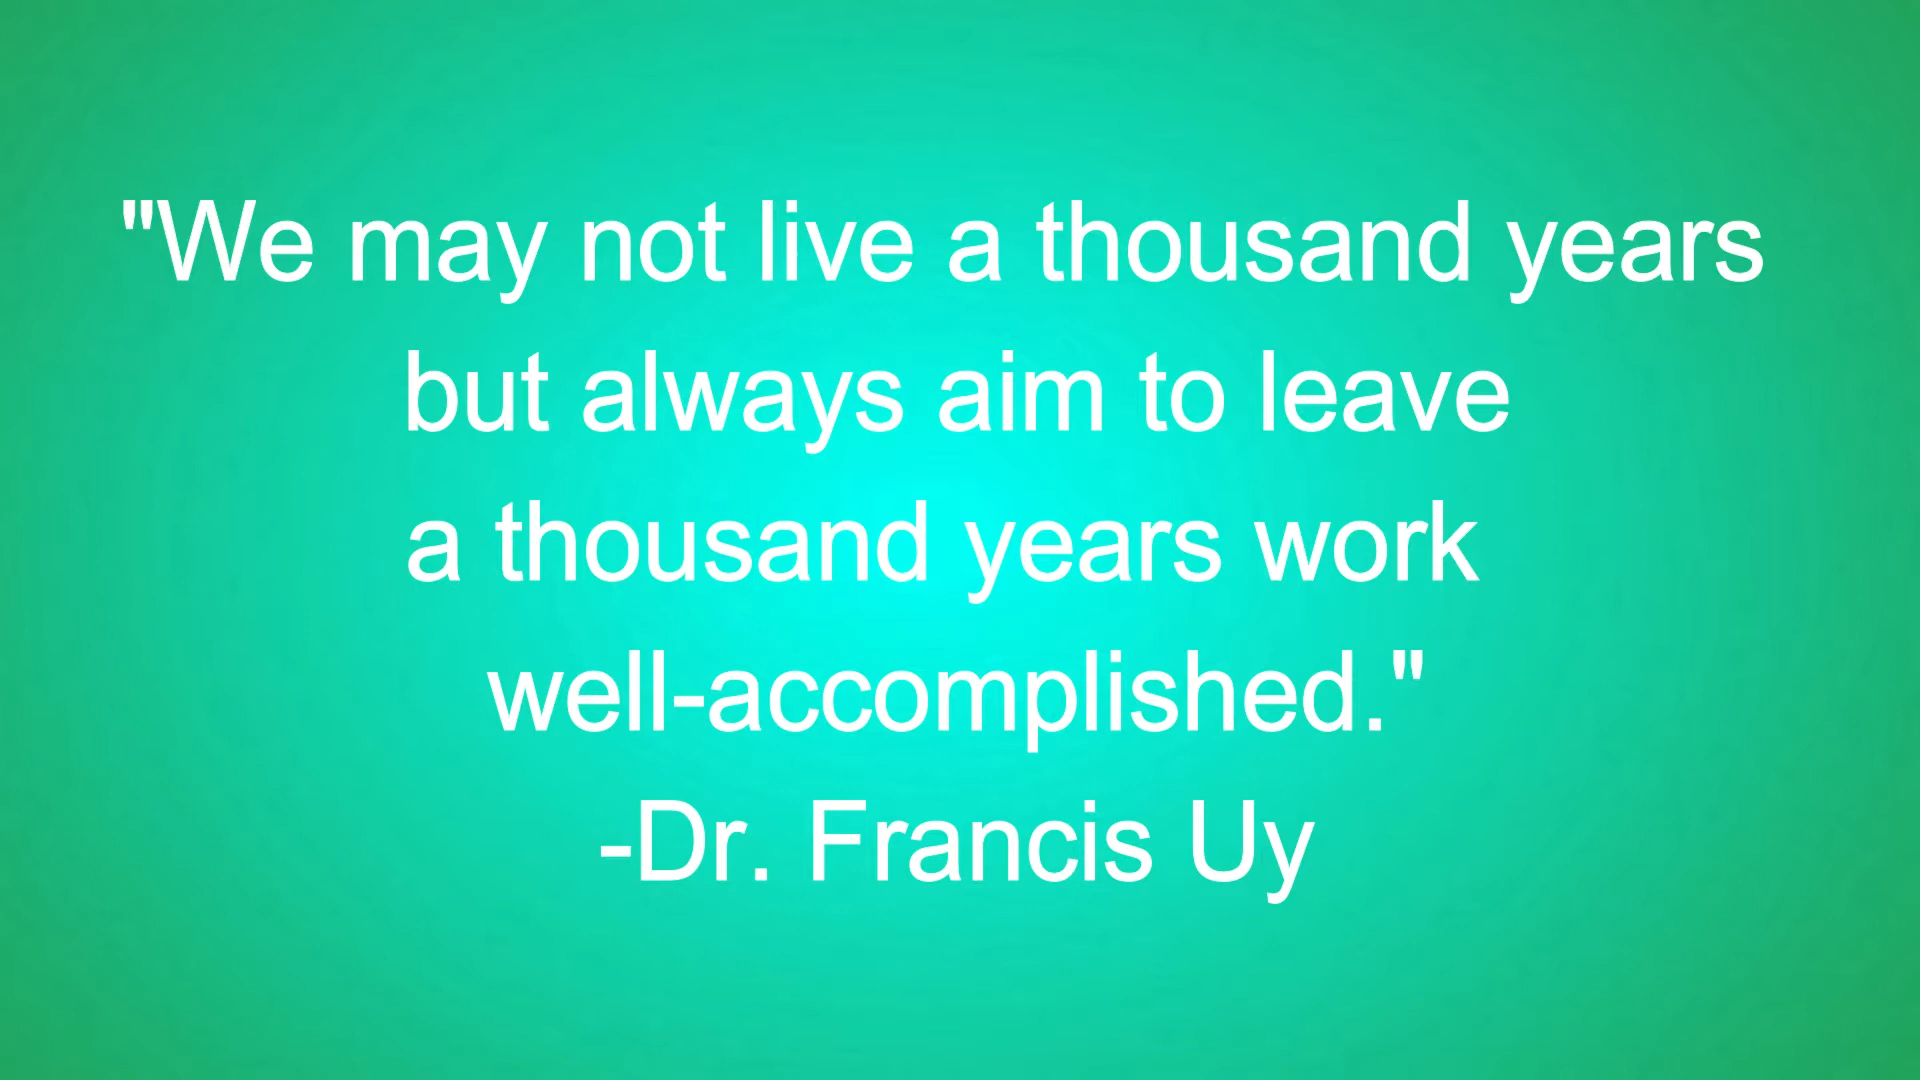 "We may not live a thousand years
but always aim to leave
a thousand years work
well-accomplished."
-Dr. Francis Uy